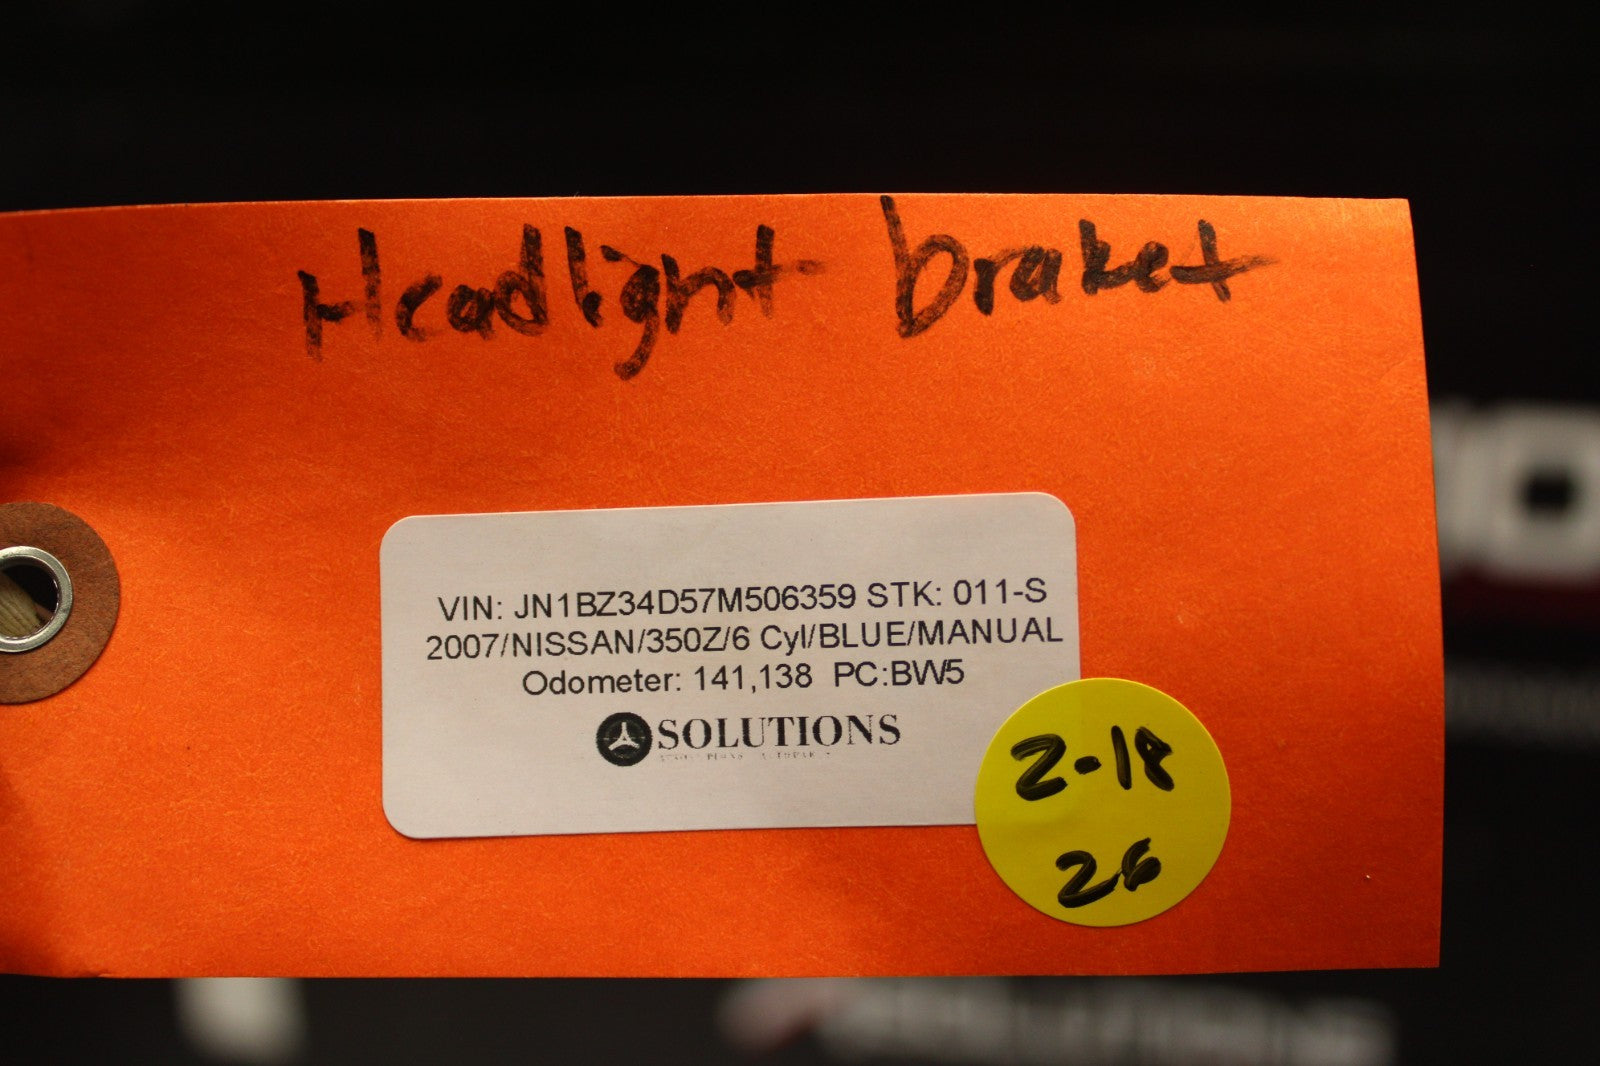 Headlight braket
VIN: JN1BZ34D57M506359 STK: 011-S
2007/NISSAN/350Z/6 Cyl/BLUE/MANUAL
Odometer: 141,138 PC:BW5
SOLUTIONS
2-18
26